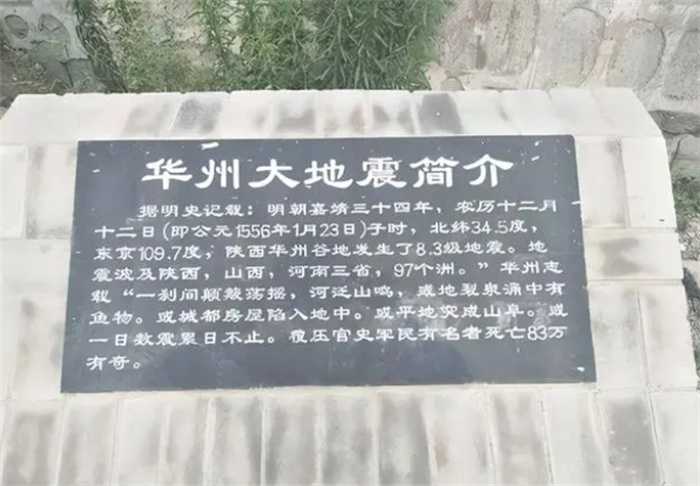 华州大地震简介
据明史记载：明朝嘉靖三十四年，农历十二月
十二日(即公元1556年1月23日)子时，北纬34.5度，
东京109.7度，陕西华州谷地发生了8.3级地震。地
震波及陕西，山西，河南三省，97个洲。”华州志
载“一刹间颠簸荡摇，河泛山鸣，或地裂泉涌中有
鱼物。或城都房屋陷入地中。或平地突成山阜。或
一日数震累日不止。覆压官史军民有名者死亡83万
有奇。